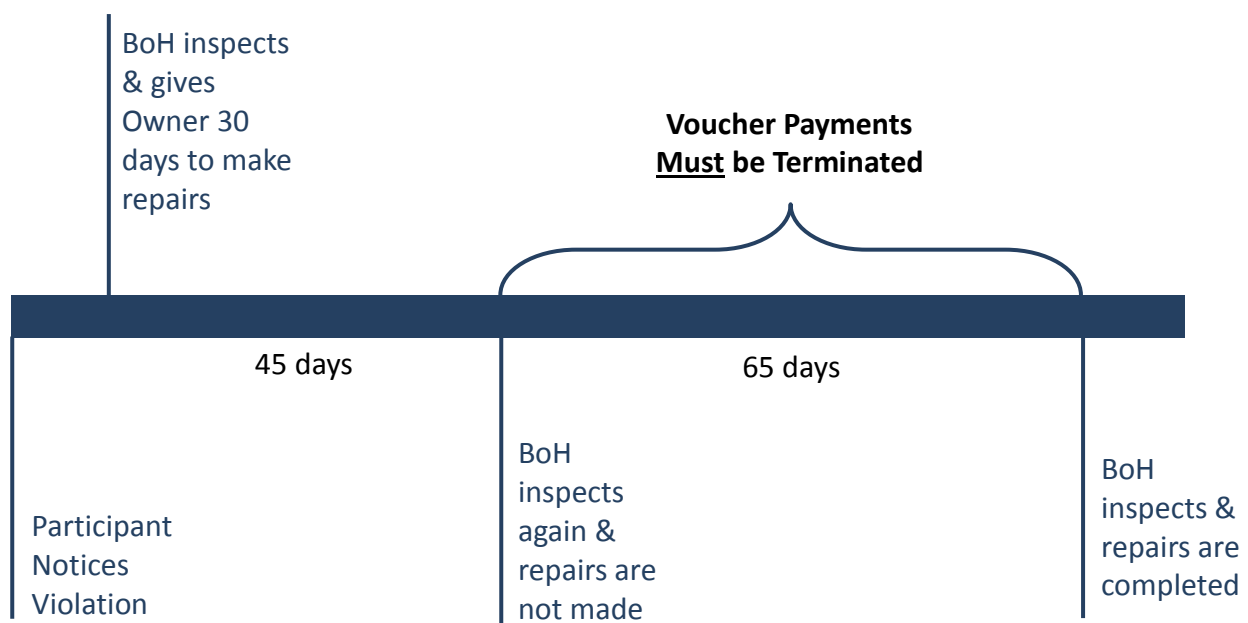 BoH inspects
& gives
Owner 30
days to make
repairs
Voucher Payments
Must be Terminated
45 days
65 days
Participant
Notices
Violation
BoH
inspects
again &
repairs are
not made
BoH
inspects &
repairs are
completed